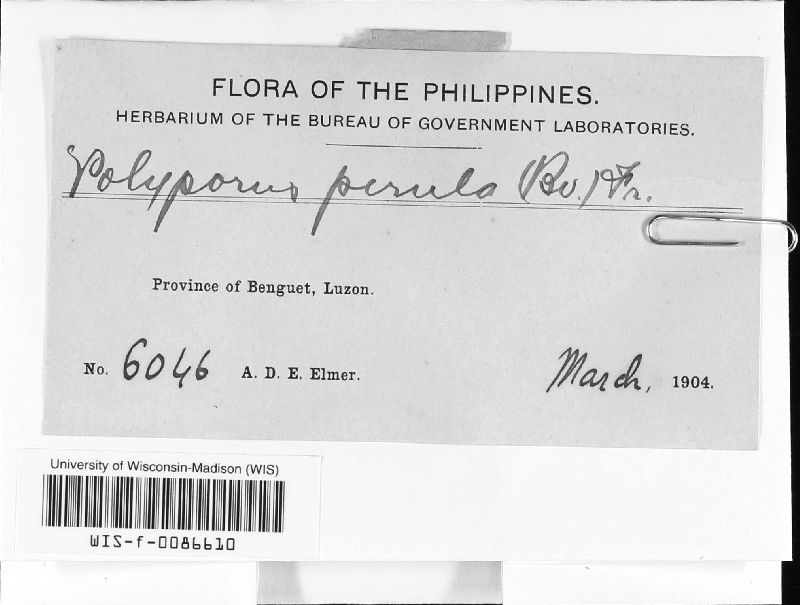 FLORA OF THE PHILIPPINES.
HERBARIUM OF THE BUREAU OF GOVERNMENT LABORATORIES.
Polyporus perula (Bv.) Fr.
Province of Benguet, Luzon.
No. 6046 A. D. E. Elmer. March, 1904.
University of Wisconsin-Madison (WIS)
WIS-f-0086610